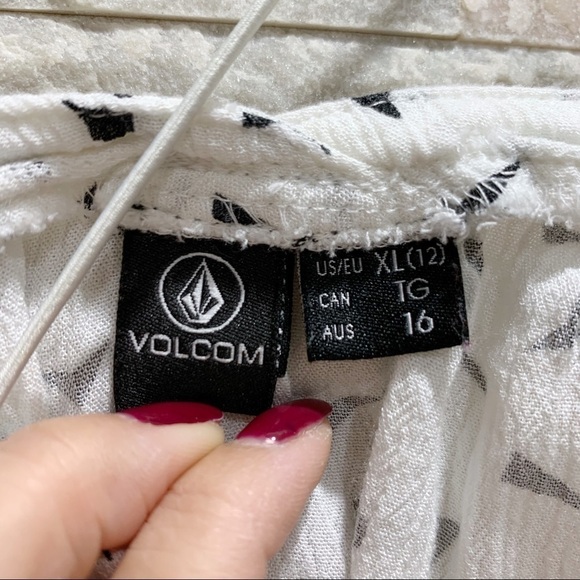 VOLCOM
US/EU XL(12)
CAN TG
AUS 16